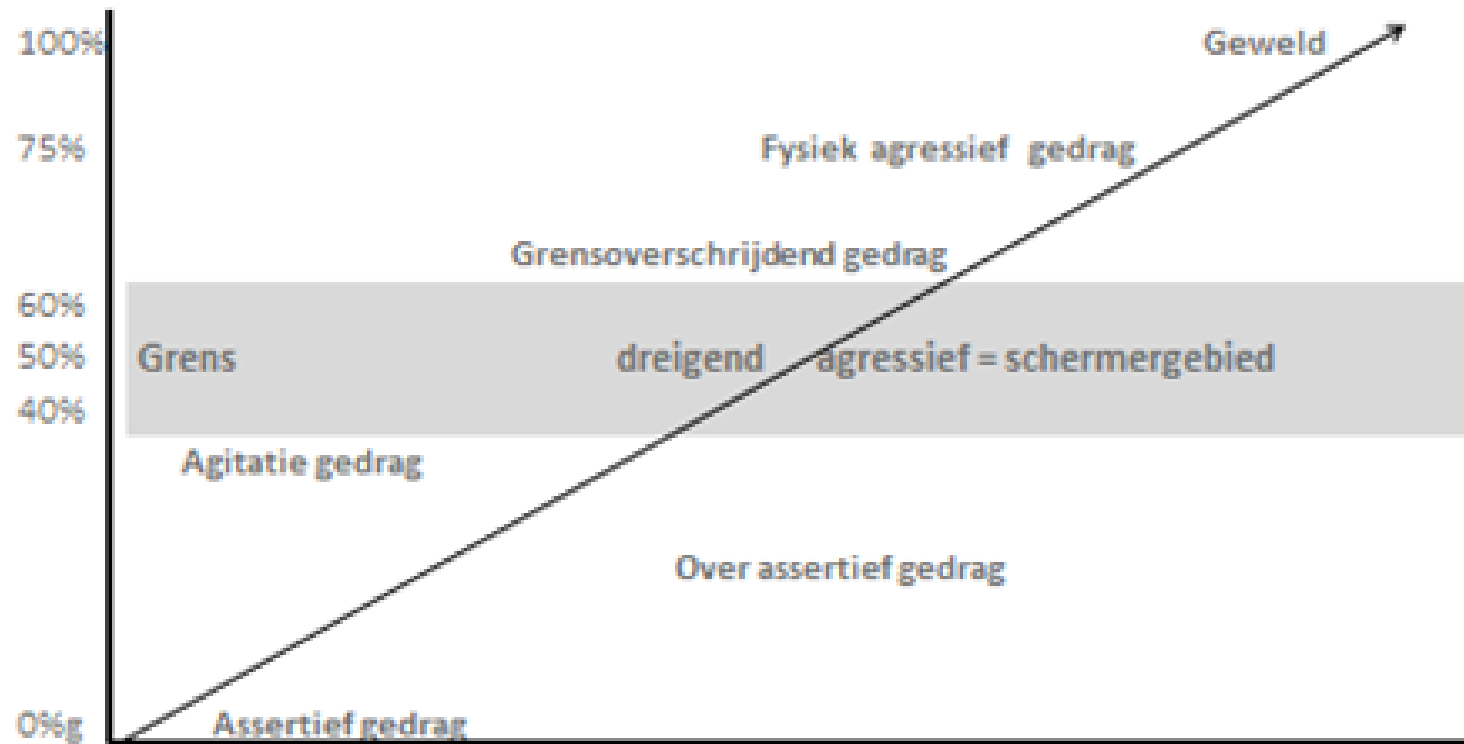 100% Geweld
75% Fysiek agressief gedrag
Grensoverschrijdend gedrag
60%
50% Grens dreigend agressief = schermergebied
40%
Agitatie gedrag
Over assertief gedrag
0%g Assertief gedrag